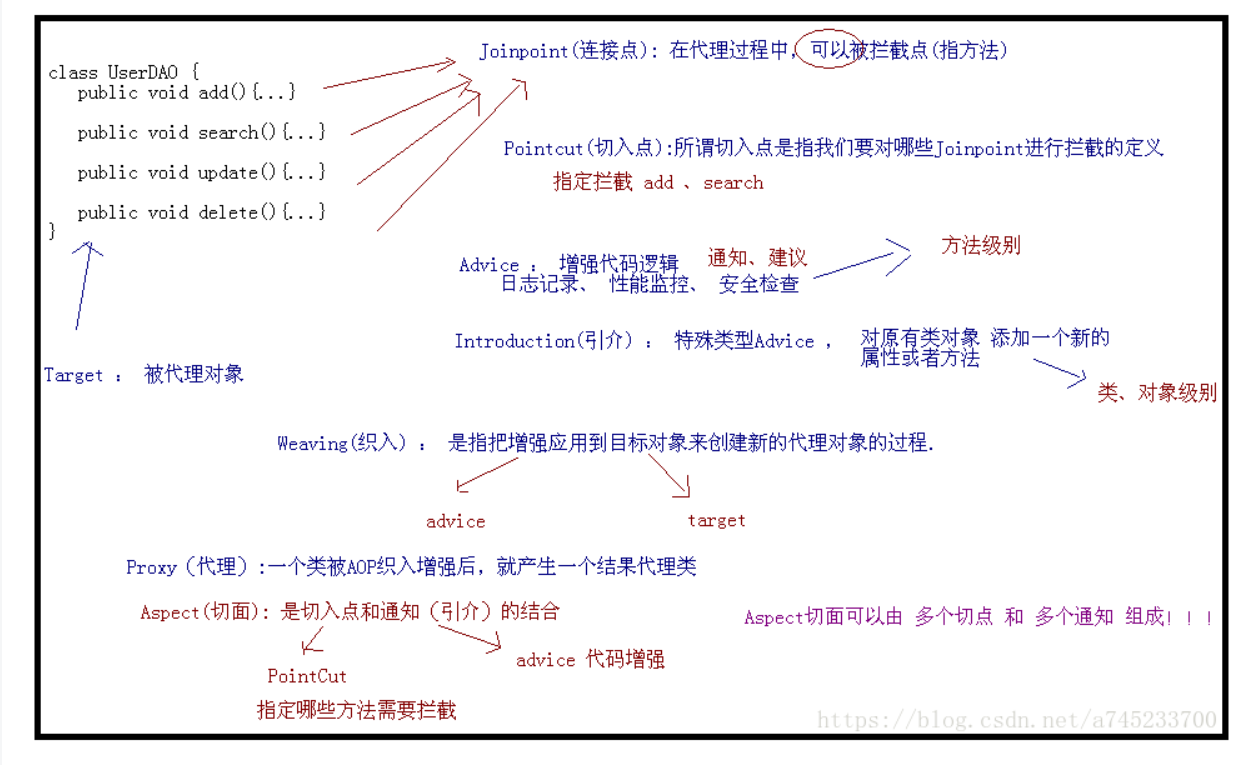 Joinpoint(连接点): 在代理过程中, 可以被拦截点(指方法)
class UserDAO {
public void add(){...}
public void search(){...}
public void update(){...}
public void delete(){...}
}
Pointcut(切入点):所谓切入点是指我们要对哪些Joinpoint进行拦截的定义
指定拦截 add 、search
Advice : 增强代码逻辑 通知、建议
日志记录、 性能监控、 安全检查
方法级别
Introduction(引介) : 特殊类型Advice , 对原有类对象 添加一个新的
属性或者方法
类、对象级别
Target : 被代理对象
Weaving(织入) : 是指把增强应用到目标对象来创建新的代理对象的过程.
advice
target
Proxy (代理) :一个类被AOP织入增强后, 就产生一个结果代理类
Aspect(切面): 是切入点和通知 (引介) 的结合
Aspect切面可以由 多个切点 和 多个通知 组成! ! !
PointCut
advice 代码增强
指定哪些方法需要拦截
https://blog.csdn.net/a745233700